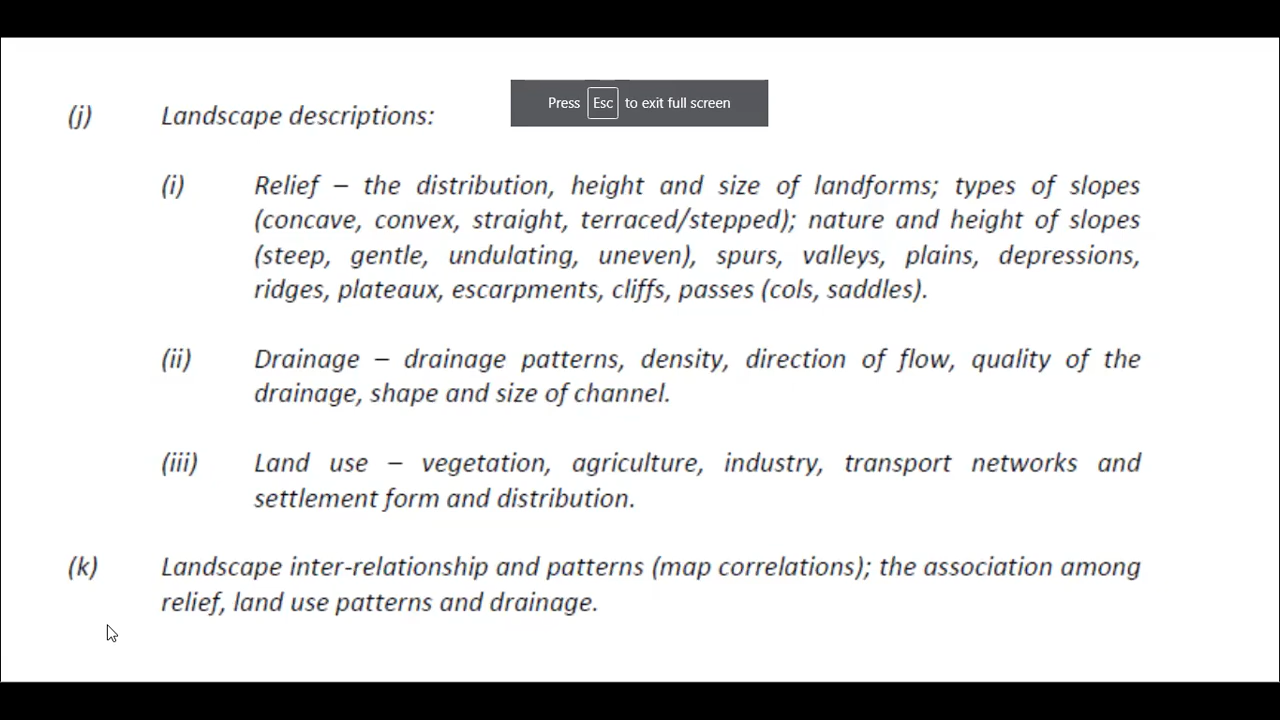 Press Esc to exit full screen
(j) Landscape descriptions:
(i) Relief – the distribution, height and size of landforms; types of slopes
(concave, convex, straight, terraced/stepped); nature and height of slopes
(steep, gentle, undulating, uneven), spurs, valleys, plains, depressions,
ridges, plateaux, escarpments, cliffs, passes (cols, saddles).
(ii) Drainage – drainage patterns, density, direction of flow, quality of the
drainage, shape and size of channel.
(iii) Land use – vegetation, agriculture, industry, transport networks and
settlement form and distribution.
(k) Landscape inter-relationship and patterns (map correlations); the association among
relief, land use patterns and drainage.